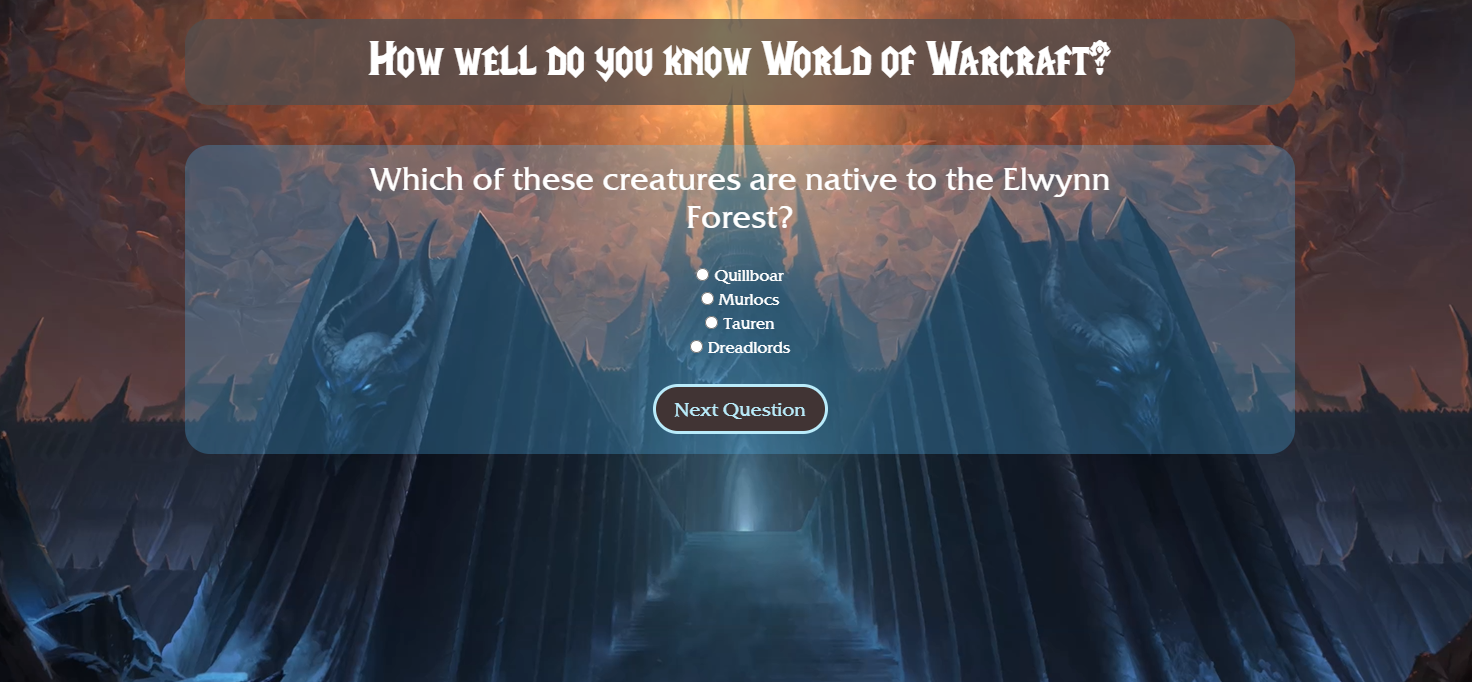 How well do you know World of Warcraft?
Which of these creatures are native to the Elwynn
Forest?
Quillboar
Murlocs
Tauren
Dreadlords
Next Question